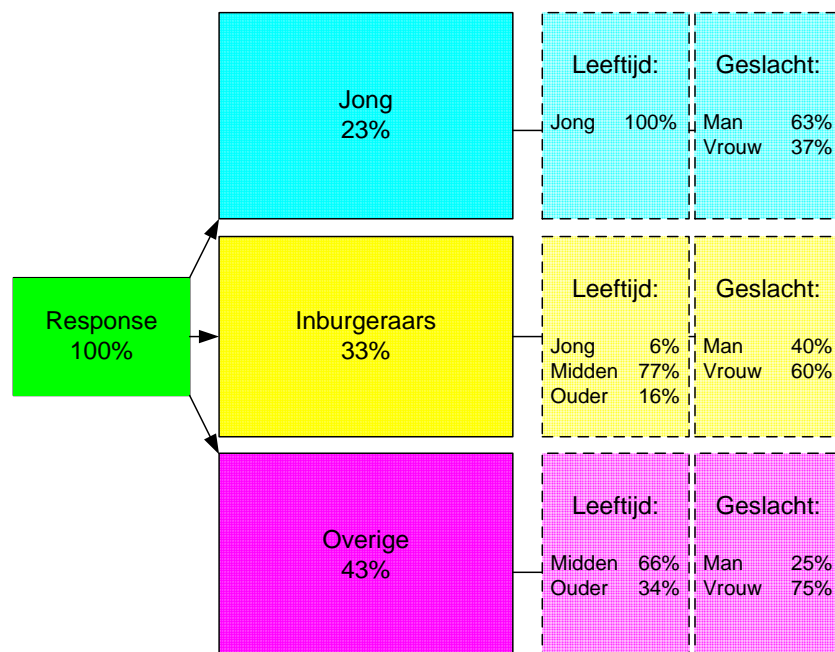 Response
100%
Jong
23%
Leeftijd:
Jong 100%
Geslacht:
Man 63%
Vrouw 37%
Inburgeraars
33%
Leeftijd:
Jong 6%
Midden 77%
Ouder 16%
Geslacht:
Man 40%
Vrouw 60%
Overige
43%
Leeftijd:
Midden 66%
Ouder 34%
Geslacht:
Man 25%
Vrouw 75%